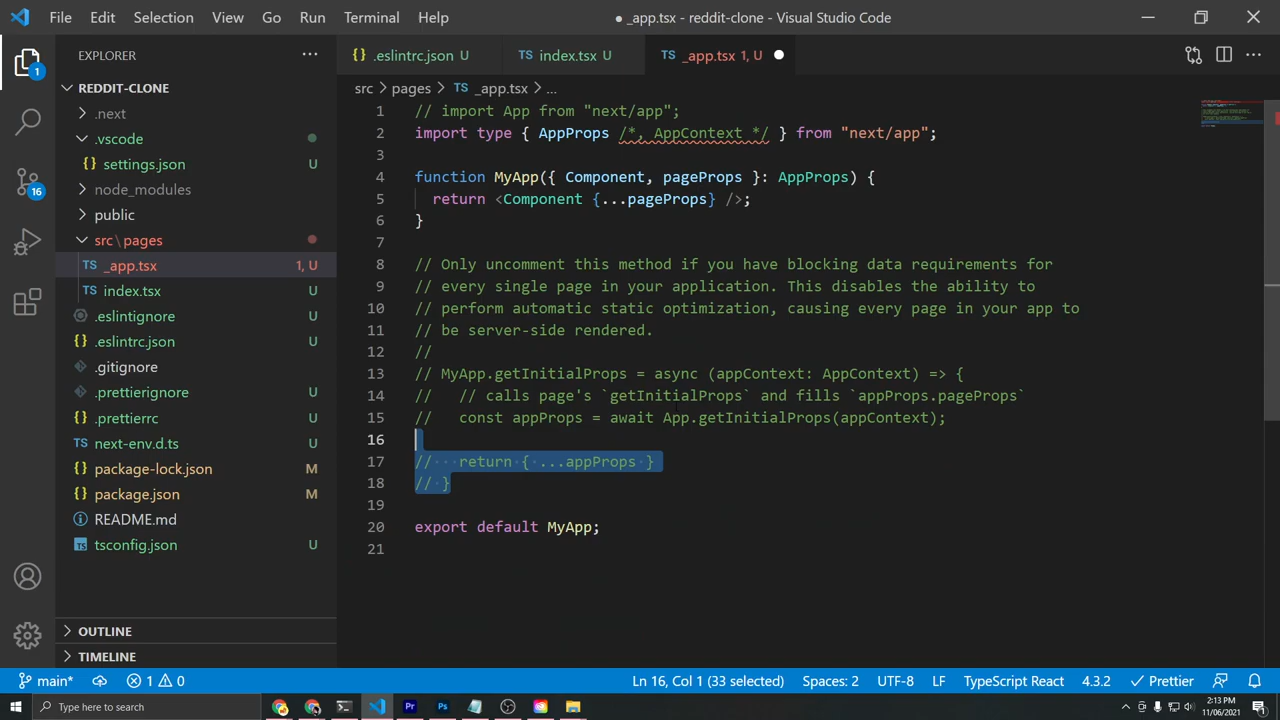 File Edit Selection View Go Run Terminal Help
● _app.tsx - reddit-clone - Visual Studio Code
EXPLORER
REDDIT-CLONE
.next
.vscode
{} settings.json U
node_modules
public
src\pages
TS _app.tsx 1, U
TS index.tsx U
.eslintignore U
{} .eslintrc.json U
.gitignore
.prettierignore U
{} .prettierrc U
TS next-env.d.ts U
{} package-lock.json M
{} package.json M
README.md
tsconfig.json U
OUTLINE
TIMELINE
{} .eslintrc.json U
TS index.tsx U
TS _app.tsx 1, U ●
src > pages > TS _app.tsx > ...
1 // import App from "next/app";
2 import type { AppProps /*, AppContext */ } from "next/app";
3
4 function MyApp({ Component, pageProps }: AppProps) {
5 return <Component {...pageProps} />;
6 }
7
8 // Only uncomment this method if you have blocking data requirements for
9 // every single page in your application. This disables the ability to
10 // perform automatic static optimization, causing every page in your app to
11 // be server-side rendered.
12 //
13 // MyApp.getInitialProps = async (appContext: AppContext) => {
14 //   // calls page's `getInitialProps` and fills `appProps.pageProps`
15 //   const appProps = await App.getInitialProps(appContext);
16
17 //   return { ...appProps }
18 // }
19
20 export default MyApp;
21
1
16
main* 1 0 Ln 16, Col 1 (33 selected) Spaces: 2 UTF-8 LF TypeScript React 4.3.2 Prettier
Type here to search
2:13 PM
11/06/2021